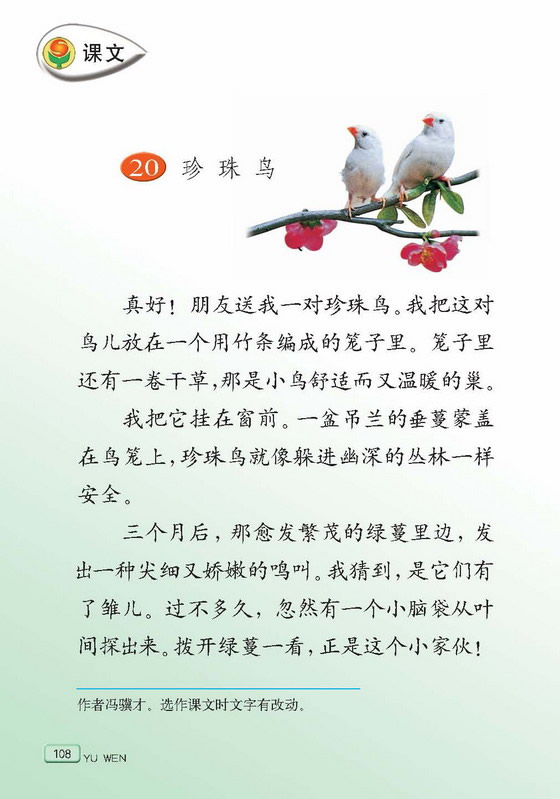 课文
20 珍珠鸟
真好！朋友送我一对珍珠鸟。我把这对
鸟儿放在一个用竹条编成的笼子里。笼子里
还有一卷干草，那是小鸟舒适而又温暖的巢。
我把它挂在窗前。一盆吊兰的垂蔓蒙盖
在鸟笼上，珍珠鸟就像躲进幽深的丛林一样
安全。
三个月后，那愈发繁茂的绿蔓里边，发
出一种尖细又娇嫩的鸣叫。我猜到，是它们有
了雏儿。过不多久，忽然有一个小脑袋从叶
间探出来。拨开绿蔓一看，正是这个小家伙！
作者冯骥才。选作课文时文字有改动。
108 YU WEN